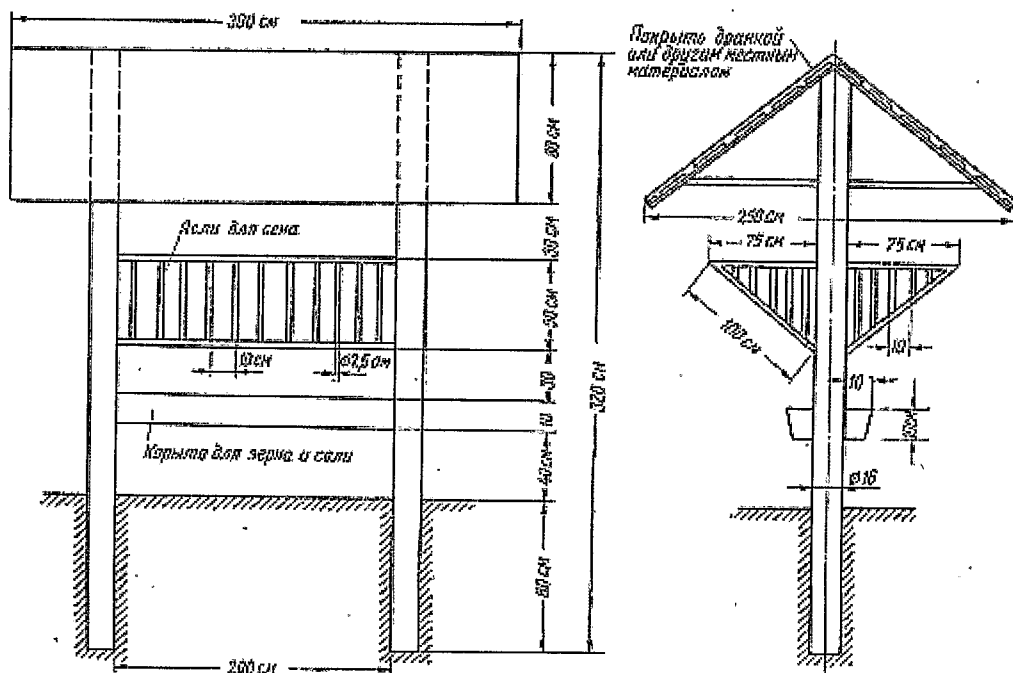 300 см
80 см
30 см
Ясли для сена
50 см
10 см
⌀2,5 см
30
10
Корыто для зерна и соли
40 см
80 см
320 см
200 см
Покрыто дранкой
или другим местным
материалом
250 см
75 см
75 см
100 см
10
10
10см
⌀16